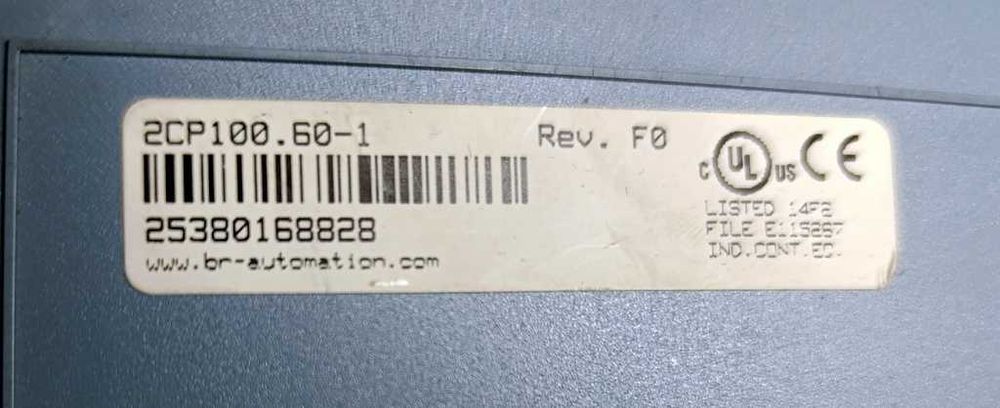 2CP100.60-1 Rev. F0
C UL US CE
25380168828
LISTED 14F2
FILE E115267
www.br-automation.com
IND.CONT.EQ.